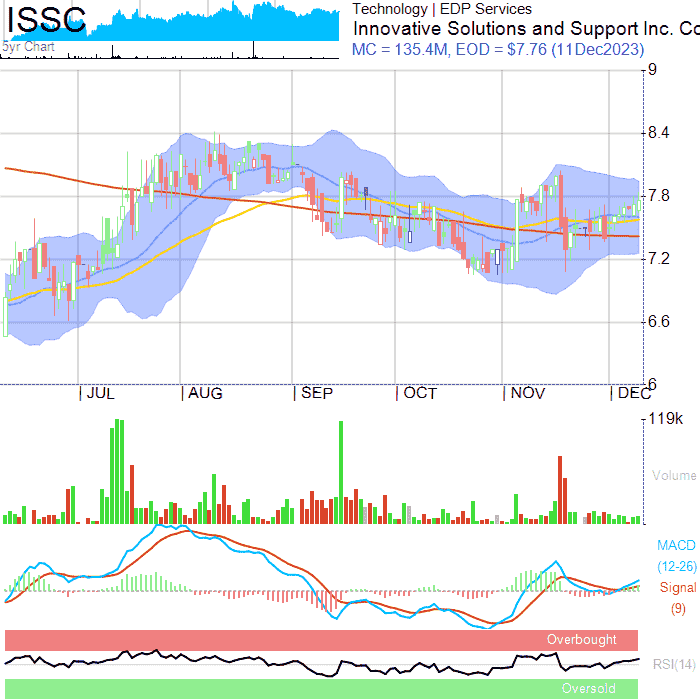 ISSC
5yr Chart
Technology | EDP Services
Innovative Solutions and Support Inc. Co
MC = 135.4M, EOD = $7.76 (11Dec2023)
9
8.4
7.8
7.2
6.6
6
JUL AUG SEP OCT NOV DEC
119k
Volume
MACD
(12-26)
Signal
(9)
Overbought
RSI(14)
Oversold